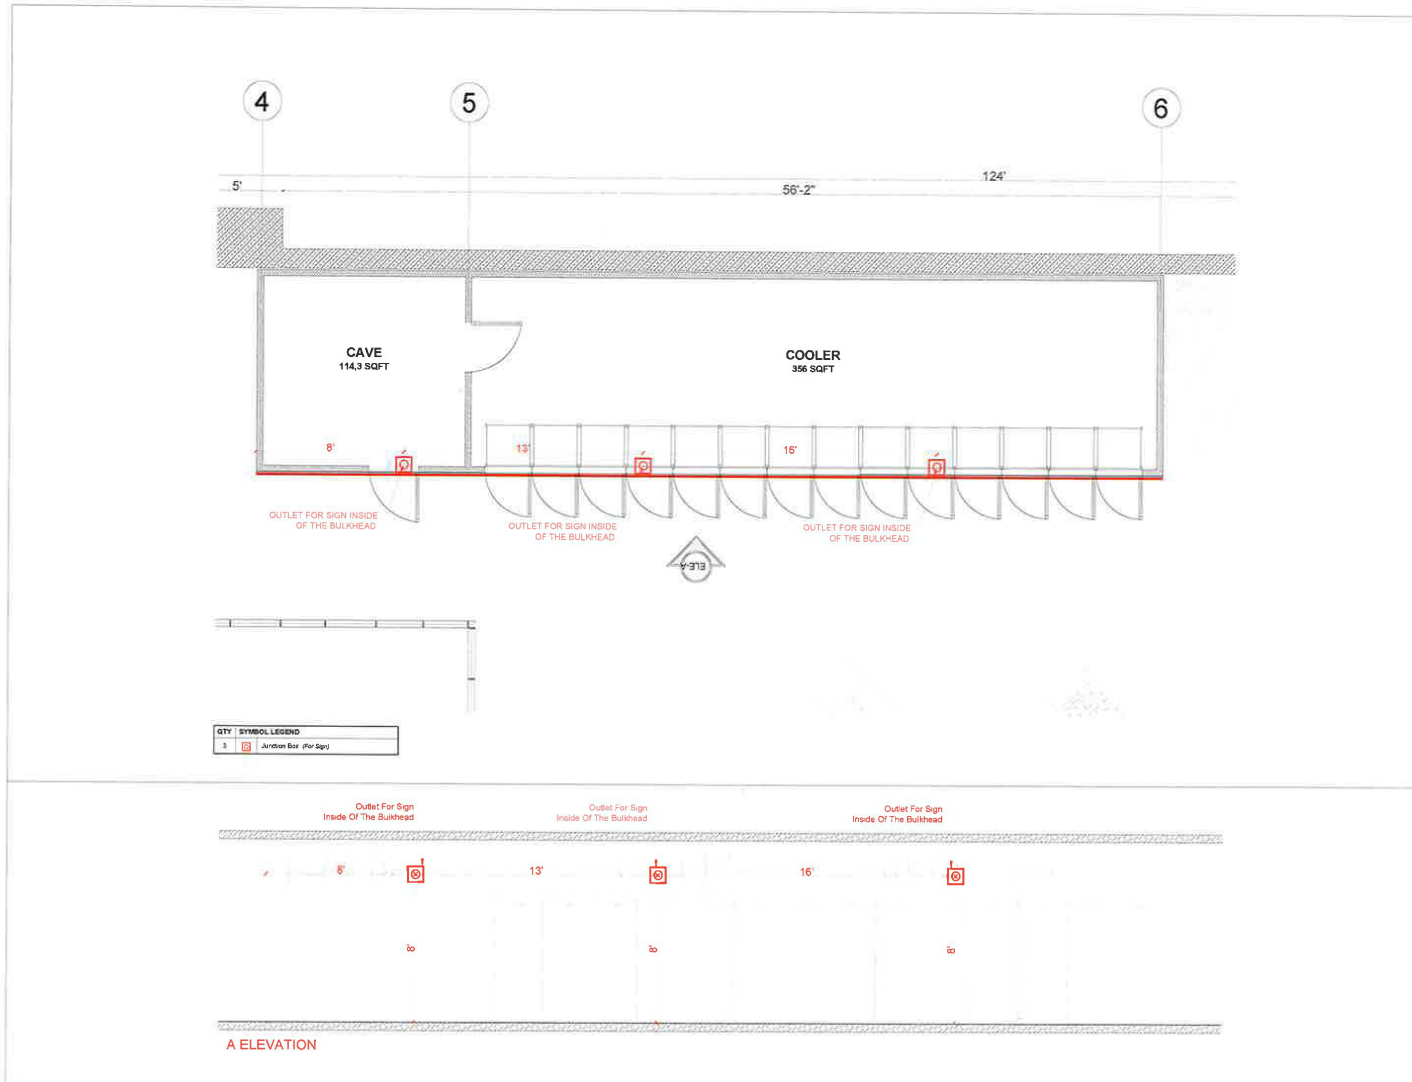 4
5
6
124'
5'
56'-2"
CAVE
114,3 SQFT
COOLER
356 SQFT
8'
13'
16'
OUTLET FOR SIGN INSIDE
OF THE BULKHEAD
OUTLET FOR SIGN INSIDE
OF THE BULKHEAD
OUTLET FOR SIGN INSIDE
OF THE BULKHEAD
ELE-A
QTY SYMBOL LEGEND
3 Junction Box (For Sign)
Outlet For Sign
Inside Of The Bulkhead
Outlet For Sign
Inside Of The Bulkhead
Outlet For Sign
Inside Of The Bulkhead
8'
13'
16'
8'
8'
8'
A ELEVATION